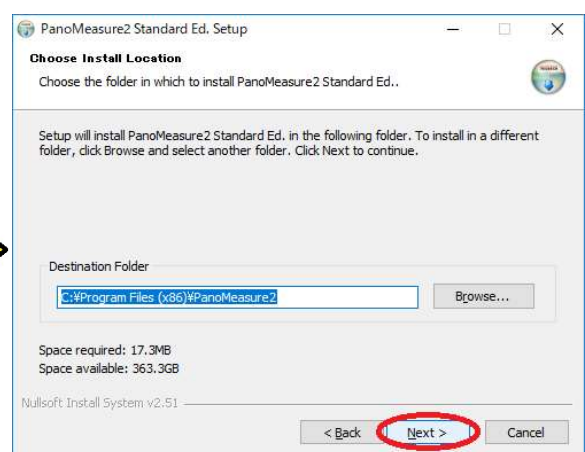 PanoMeasure2 Standard Ed. Setup
Choose Install Location
Choose the folder in which to install PanoMeasure2 Standard Ed..
Setup will install PanoMeasure2 Standard Ed. in the following folder. To install in a different
folder, click Browse and select another folder. Click Next to continue.
Destination Folder
C:¥Program Files (x86)¥PanoMeasure2
Browse...
Space required: 17.3MB
Space available: 363.3GB
Nullsoft Install System v2.51
< Back Next > Cancel